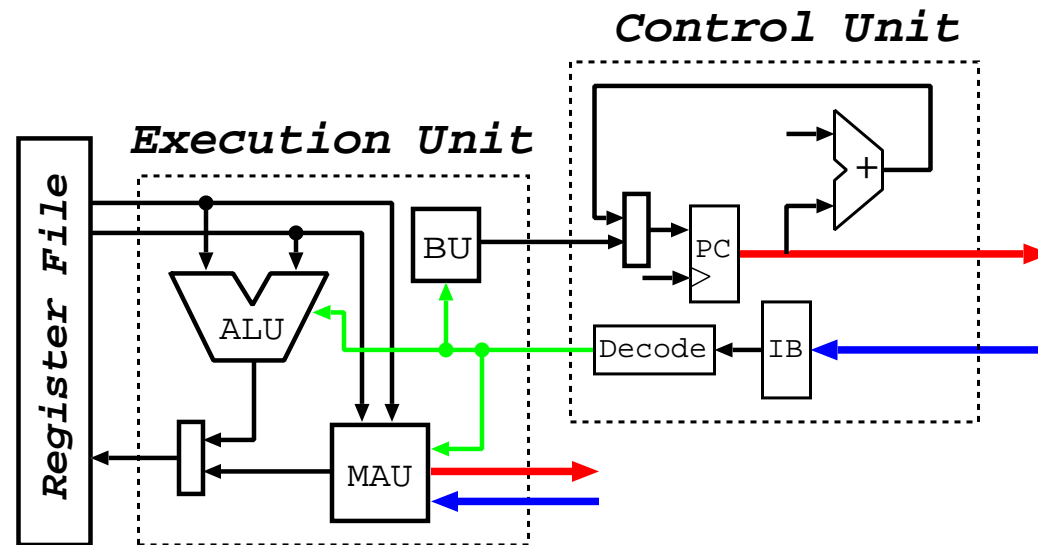 Control Unit
Execution Unit
Register File
+
BU
PC
ALU
Decode
IB
MAU